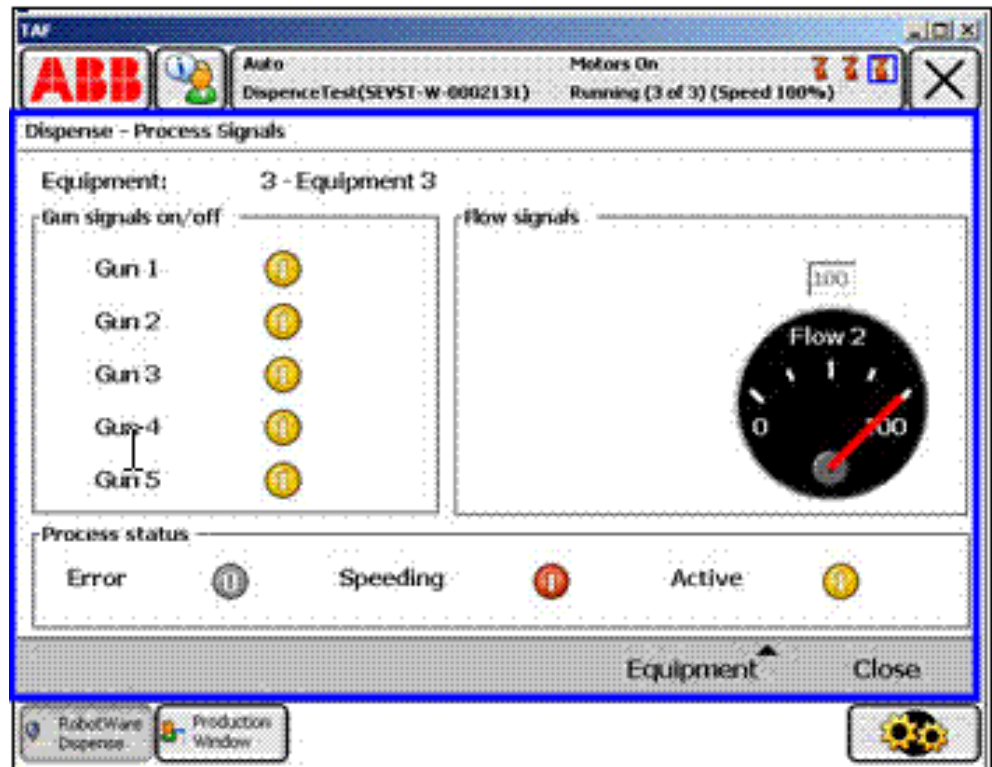 TAF
ABB
Auto
DispenceTest(SEVST-W-0002131)
Motors On
Running (3 of 3) (Speed 100%)
Dispense - Process Signals
Equipment: 3 - Equipment 3
Gun signals on/off
Gun 1
Gun 2
Gun 3
Gun 4
Gun 5
Flow signals
100
Flow 2
0
100
Process status
Error
Speeding
Active
Equipment
Close
RobotWare
Dispense
Production
Window